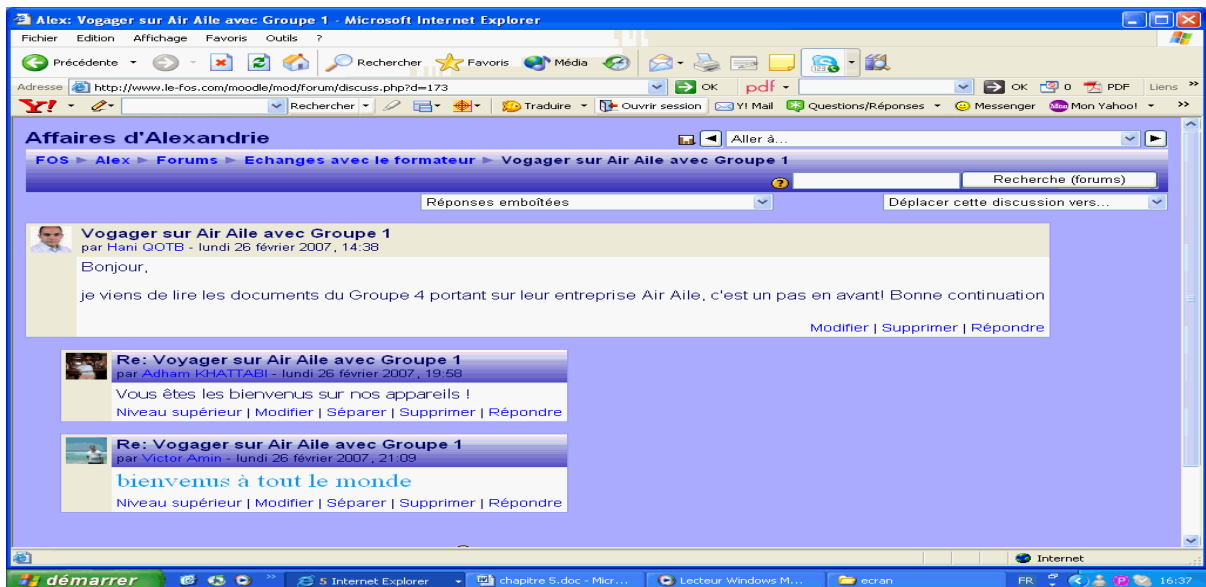 Alex: Vogager sur Air Aile avec Groupe 1 - Microsoft Internet Explorer
Fichier Edition Affichage Favoris Outils ?
Précédente Rechercher Favoris Média
Adresse http://www.le-fos.com/moodle/mod/forum/discuss.php?d=173 OK pdf OK 0 PDF Liens »
Y! Rechercher Traduire Ouvrir session Y! Mail Questions/Réponses Messenger Mon Yahoo! »
Affaires d'Alexandrie Aller à...
FOS ► Alex ► Forums ► Echanges avec le formateur ► Vogager sur Air Aile avec Groupe 1
? Recherche (forums)
Réponses emboîtées Déplacer cette discussion vers...
Vogager sur Air Aile avec Groupe 1
par Hani QOTB - lundi 26 février 2007, 14:38
Bonjour,
je viens de lire les documents du Groupe 4 portant sur leur entreprise Air Aile, c'est un pas en avant! Bonne continuation
Modifier | Supprimer | Répondre
Re: Voyager sur Air Aile avec Groupe 1
par Adham KHATTABI - lundi 26 février 2007, 19:58
Vous êtes les bienvenus sur nos appareils !
Niveau supérieur | Modifier | Séparer | Supprimer | Répondre
Re: Vogager sur Air Aile avec Groupe 1
par Victor Amin - lundi 26 février 2007, 21:09
bienvenus à tout le monde
Niveau supérieur | Modifier | Séparer | Supprimer | Répondre
Internet
démarrer » 5 Internet Explorer chapitre 5.doc - Micr... Lecteur Windows M... ecran FR 16:37